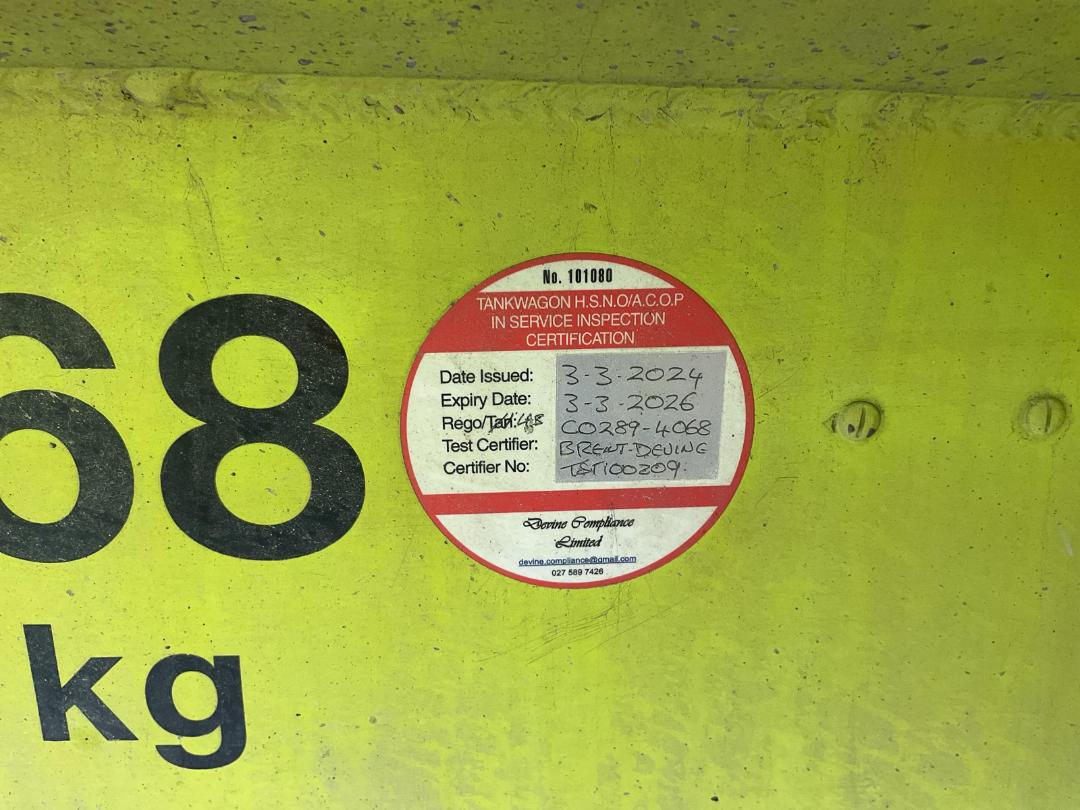 68
kg
No. 101080
TANKWAGON H.S.N.O/A.C.O.P
IN SERVICE INSPECTION
CERTIFICATION
Date Issued: 3-3-2024
Expiry Date: 3-3-2026
Rego/Tan: CO289-4068
Test Certifier: BRENT-DEVINE
Certifier No: TST100209.
Devine Compliance
Limited
devine.compliance@gmail.com
027 589 7426